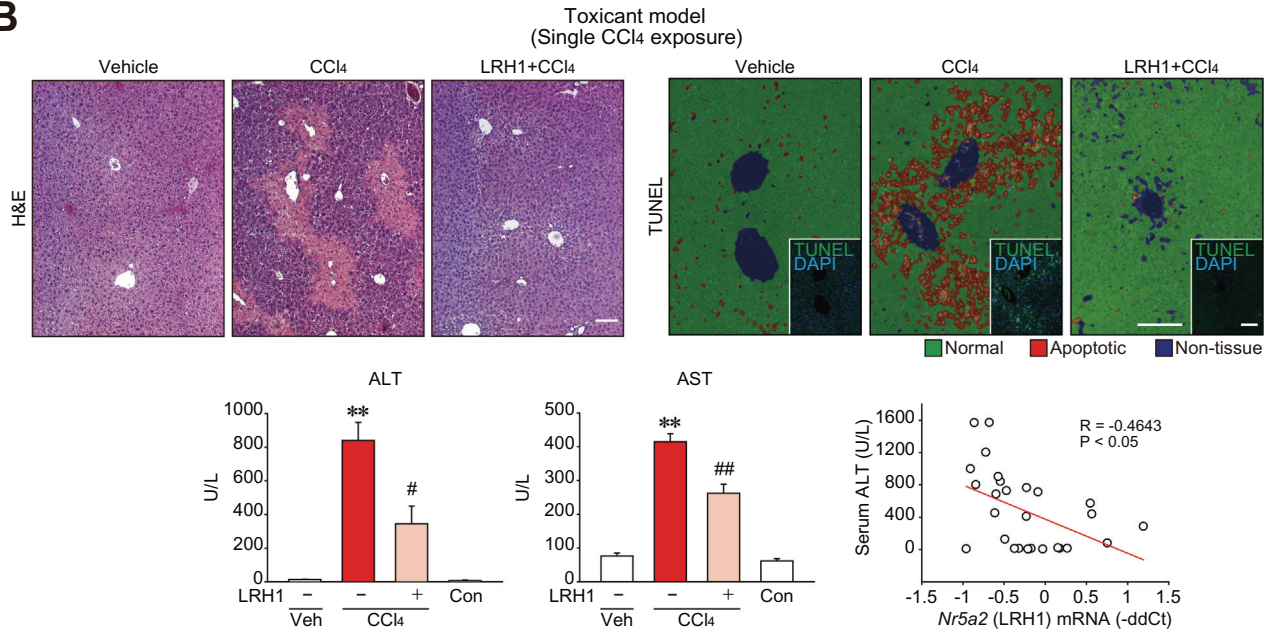 B
Toxicant model
(Single CCl4 exposure)
Vehicle
CCl4
LRH1+CCl4
Vehicle
CCl4
LRH1+CCl4
H&E
TUNEL
TUNEL
DAPI
TUNEL
DAPI
TUNEL
DAPI
Normal
Apoptotic
Non-tissue
ALT
U/L
1000
800
600
400
200
0
**
#
LRH1
−
−
+
Con
Veh
CCl4
AST
U/L
500
400
300
200
100
0
**
##
LRH1
−
−
+
Con
Veh
CCl4
Serum ALT (U/L)
1600
1200
800
400
0
R = -0.4643
P < 0.05
-1.5
-1
-0.5
0
0.5
1
1.5
Nr5a2 (LRH1) mRNA (-ddCt)